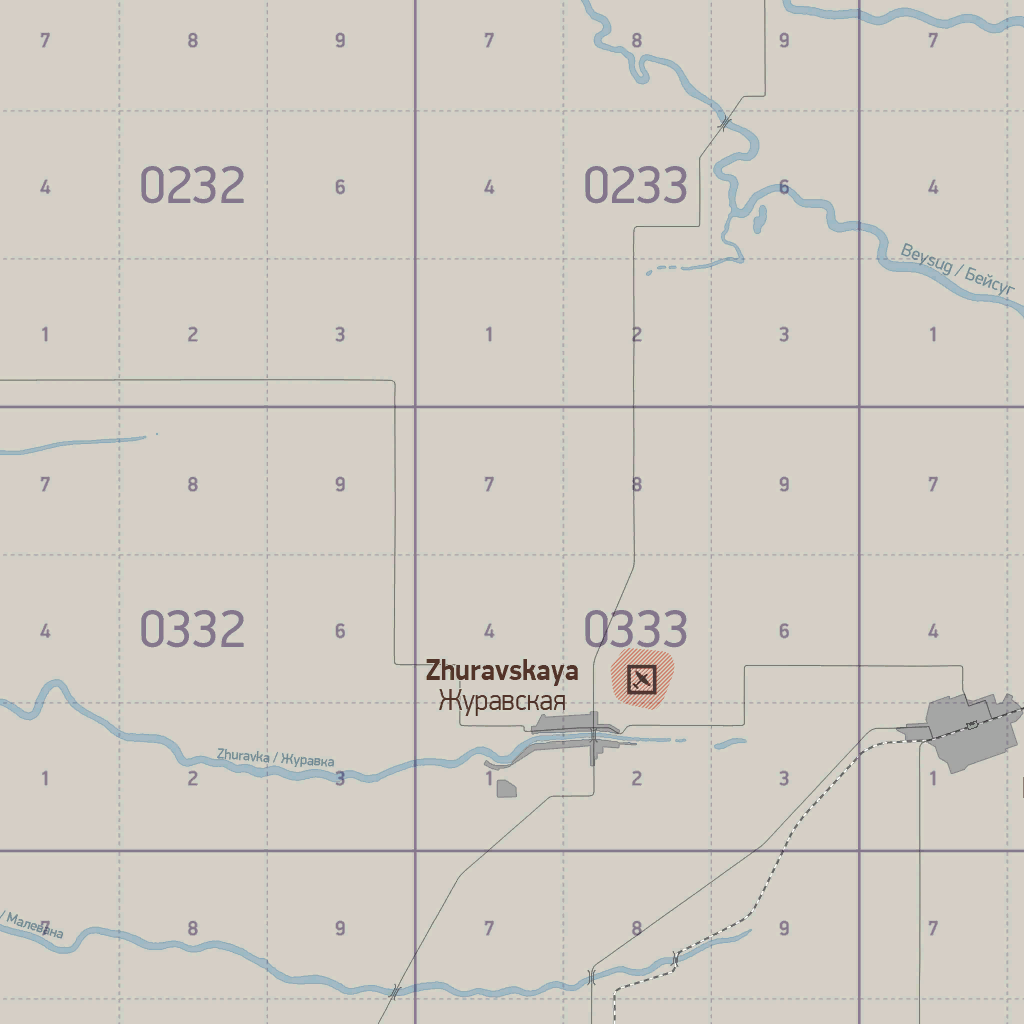 7 8 9 7 8 9 7
4 0232 6 4 0233 6 4
Beysug / Бейсуг
1 2 3 1 2 3 1
7 8 9 7 8 9 7
4 0332 6 4 0333 6 4
Zhuravskaya
Журавская
Zhuravka / Журавка
1 3 1 2 3 1
/ Малевана
7 8 9 7 8 9 7